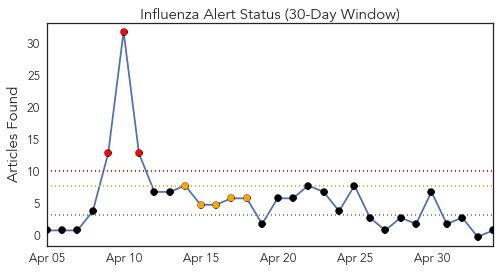 Influenza Alert Status (30-Day Window)
Articles Found
30
25
20
15
10
5
0
Apr 05 Apr 10 Apr 15 Apr 20 Apr 25 Apr 30